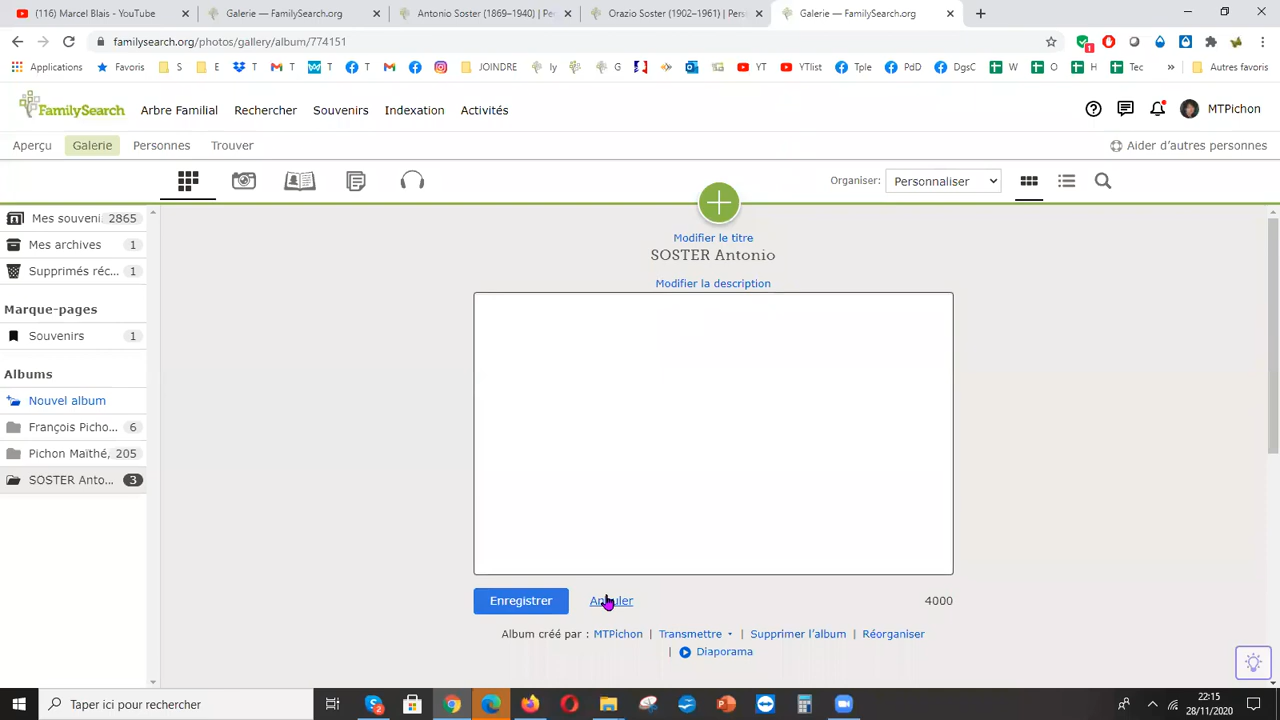 (116) Marcel Blais - YouTube
Galerie — FamilySearch.org
Antonio Soster (1869–1940) | Per
Orazio Soster (1902–1961) | Perso
Galerie — FamilySearch.org
familysearch.org/photos/gallery/album/774151
Applications
Favoris
S
E
T
T
T
T
JOINDRE
ly
G
YT
YTlist
Tple
PdD
DgsC
W
O
H
Tec
»
Autres favoris
FamilySearch
Arbre Familial
Rechercher
Souvenirs
Indexation
Activités
MTPichon
Aperçu
Galerie
Personnes
Trouver
Aider d'autres personnes
Organiser:
Personnaliser
Mes souveni. 2865
Mes archives 1
Supprimés réc... 1
Marque-pages
Souvenirs 1
Albums
Nouvel album
François Picho... 6
Pichon Maïthé, 205
SOSTER Anto... 3
Modifier le titre
SOSTER Antonio
Modifier la description
Enregistrer
Annuler
4000
Album créé par : MTPichon | Transmettre | Supprimer l'album | Réorganiser
| Diaporama
Taper ici pour rechercher
22:15
28/11/2020